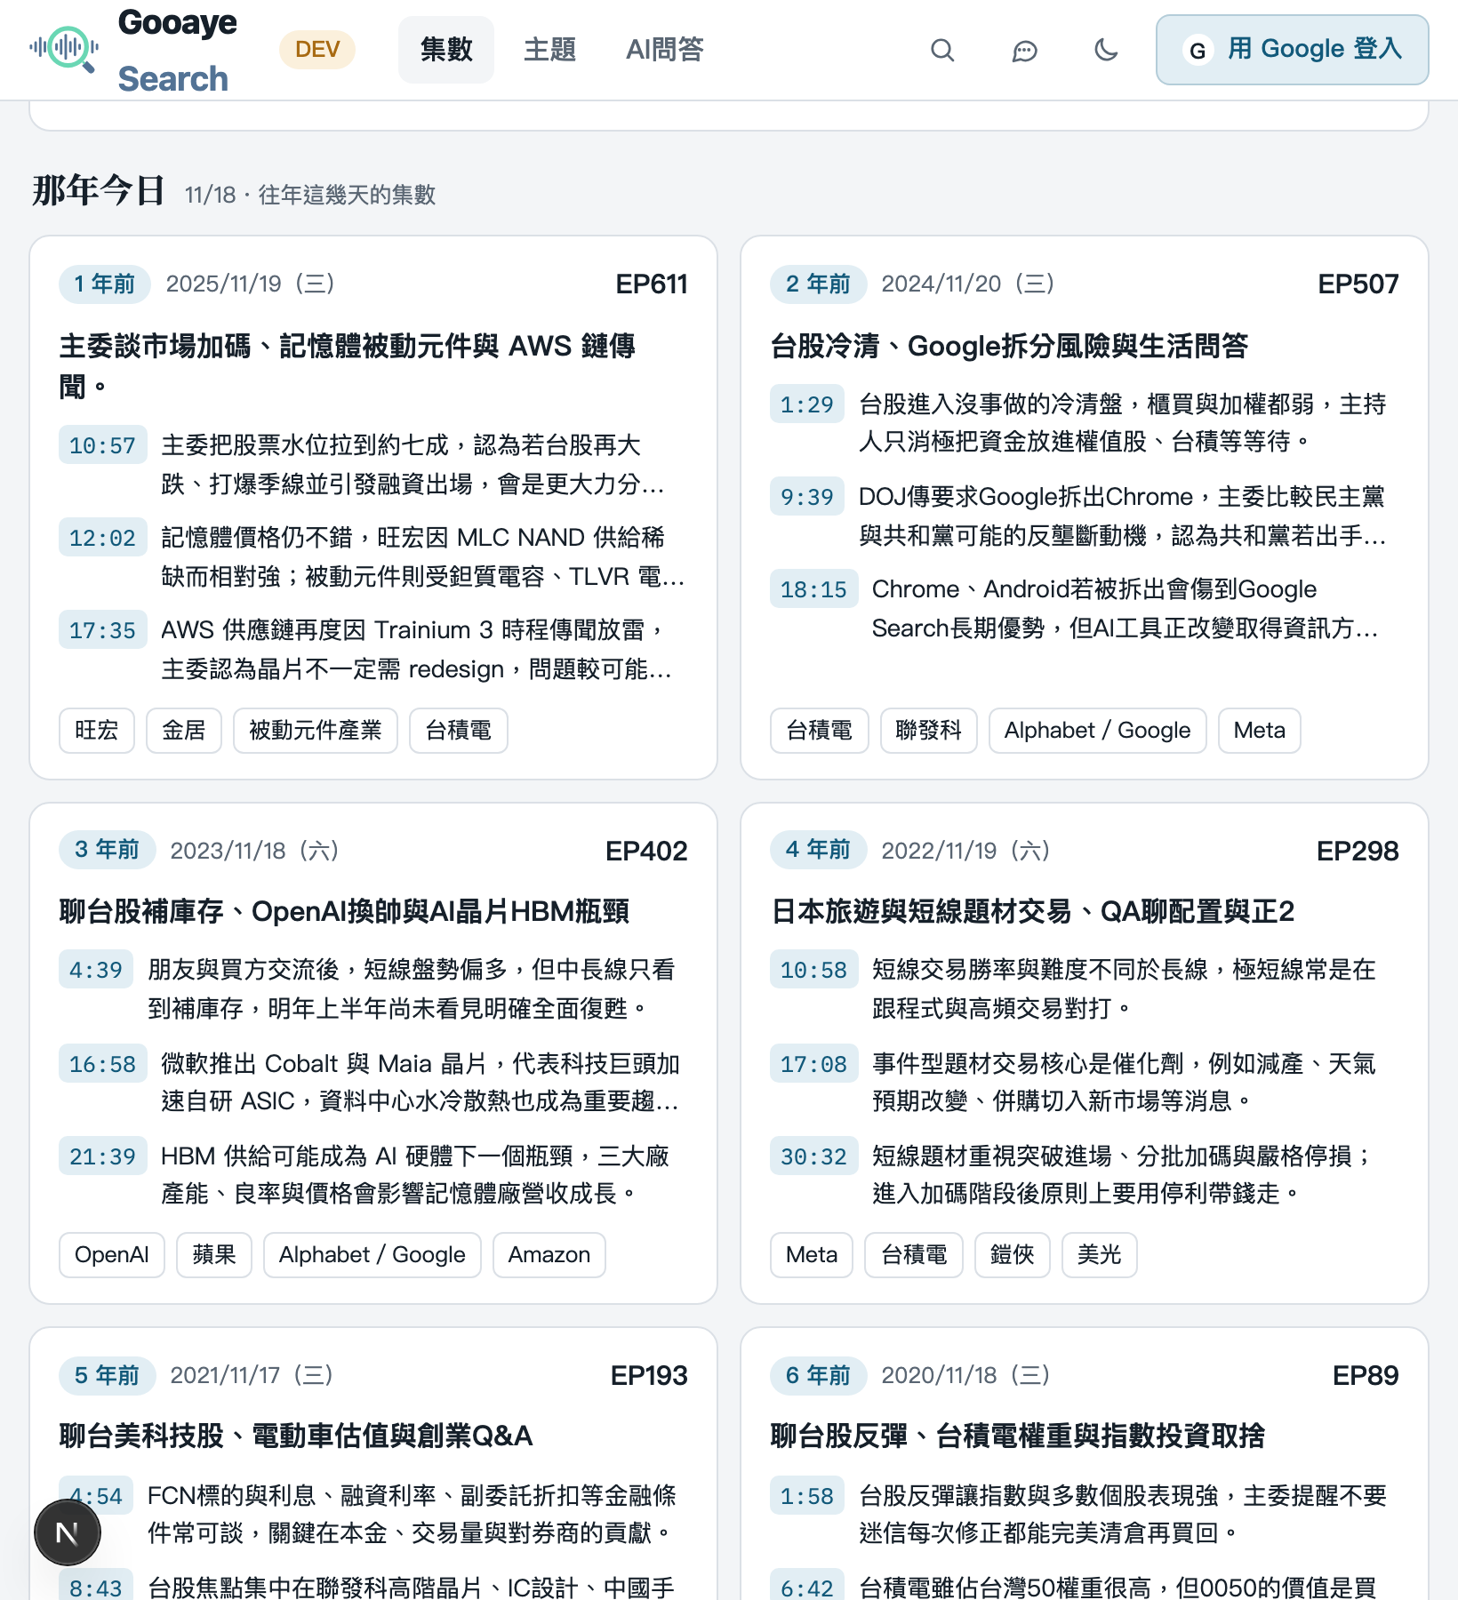 Gooaye
Search
DEV
集數
主題
AI問答
G 用 Google 登入
那年今日 11/18 · 往年這幾天的集數
1 年前 2025/11/19（三） EP611
主委談市場加碼、記憶體被動元件與 AWS 鏈傳
聞。
10:57 主委把股票水位拉到約七成，認為若台股再大
跌、打爆季線並引發融資出場，會是更大力分…
12:02 記憶體價格仍不錯，旺宏因 MLC NAND 供給稀
缺而相對強；被動元件則受鉭質電容、TLVR 電…
17:35 AWS 供應鏈再度因 Trainium 3 時程傳聞放雷，
主委認為晶片不一定需 redesign，問題較可能…
旺宏 金居 被動元件產業 台積電
2 年前 2024/11/20（三） EP507
台股冷清、Google拆分風險與生活問答
1:29 台股進入沒事做的冷清盤，櫃買與加權都弱，主持
人只消極把資金放進權值股、台積等等待。
9:39 DOJ傳要求Google拆出Chrome，主委比較民主黨
與共和黨可能的反壟斷動機，認為共和黨若出手…
18:15 Chrome、Android若被拆出會傷到Google
Search長期優勢，但AI工具正改變取得資訊方…
台積電 聯發科 Alphabet / Google Meta
3 年前 2023/11/18（六） EP402
聊台股補庫存、OpenAI換帥與AI晶片HBM瓶頸
4:39 朋友與買方交流後，短線盤勢偏多，但中長線只看
到補庫存，明年上半年尚未看見明確全面復甦。
16:58 微軟推出 Cobalt 與 Maia 晶片，代表科技巨頭加
速自研 ASIC，資料中心水冷散熱也成為重要趨…
21:39 HBM 供給可能成為 AI 硬體下一個瓶頸，三大廠
產能、良率與價格會影響記憶體廠營收成長。
OpenAI 蘋果 Alphabet / Google Amazon
4 年前 2022/11/19（六） EP298
日本旅遊與短線題材交易、QA聊配置與正2
10:58 短線交易勝率與難度不同於長線，極短線常是在
跟程式與高頻交易對打。
17:08 事件型題材交易核心是催化劑，例如減產、天氣
預期改變、併購切入新市場等消息。
30:32 短線題材重視突破進場、分批加碼與嚴格停損；
進入加碼階段後原則上要用停利帶錢走。
Meta 台積電 鎧俠 美光
5 年前 2021/11/17（三） EP193
聊台美科技股、電動車估值與創業Q&A
4:54 FCN標的與利息、融資利率、副委託折扣等金融條
件常可談，關鍵在本金、交易量與對券商的貢獻。
8:43 台股焦點集中在聯發科高階晶片、IC設計、中國手
6 年前 2020/11/18（三） EP89
聊台股反彈、台積電權重與指數投資取捨
1:58 台股反彈讓指數與多數個股表現強，主委提醒不要
迷信每次修正都能完美清倉再買回。
6:42 台積電雖佔台灣50權重很高，但0050的價值是買
N